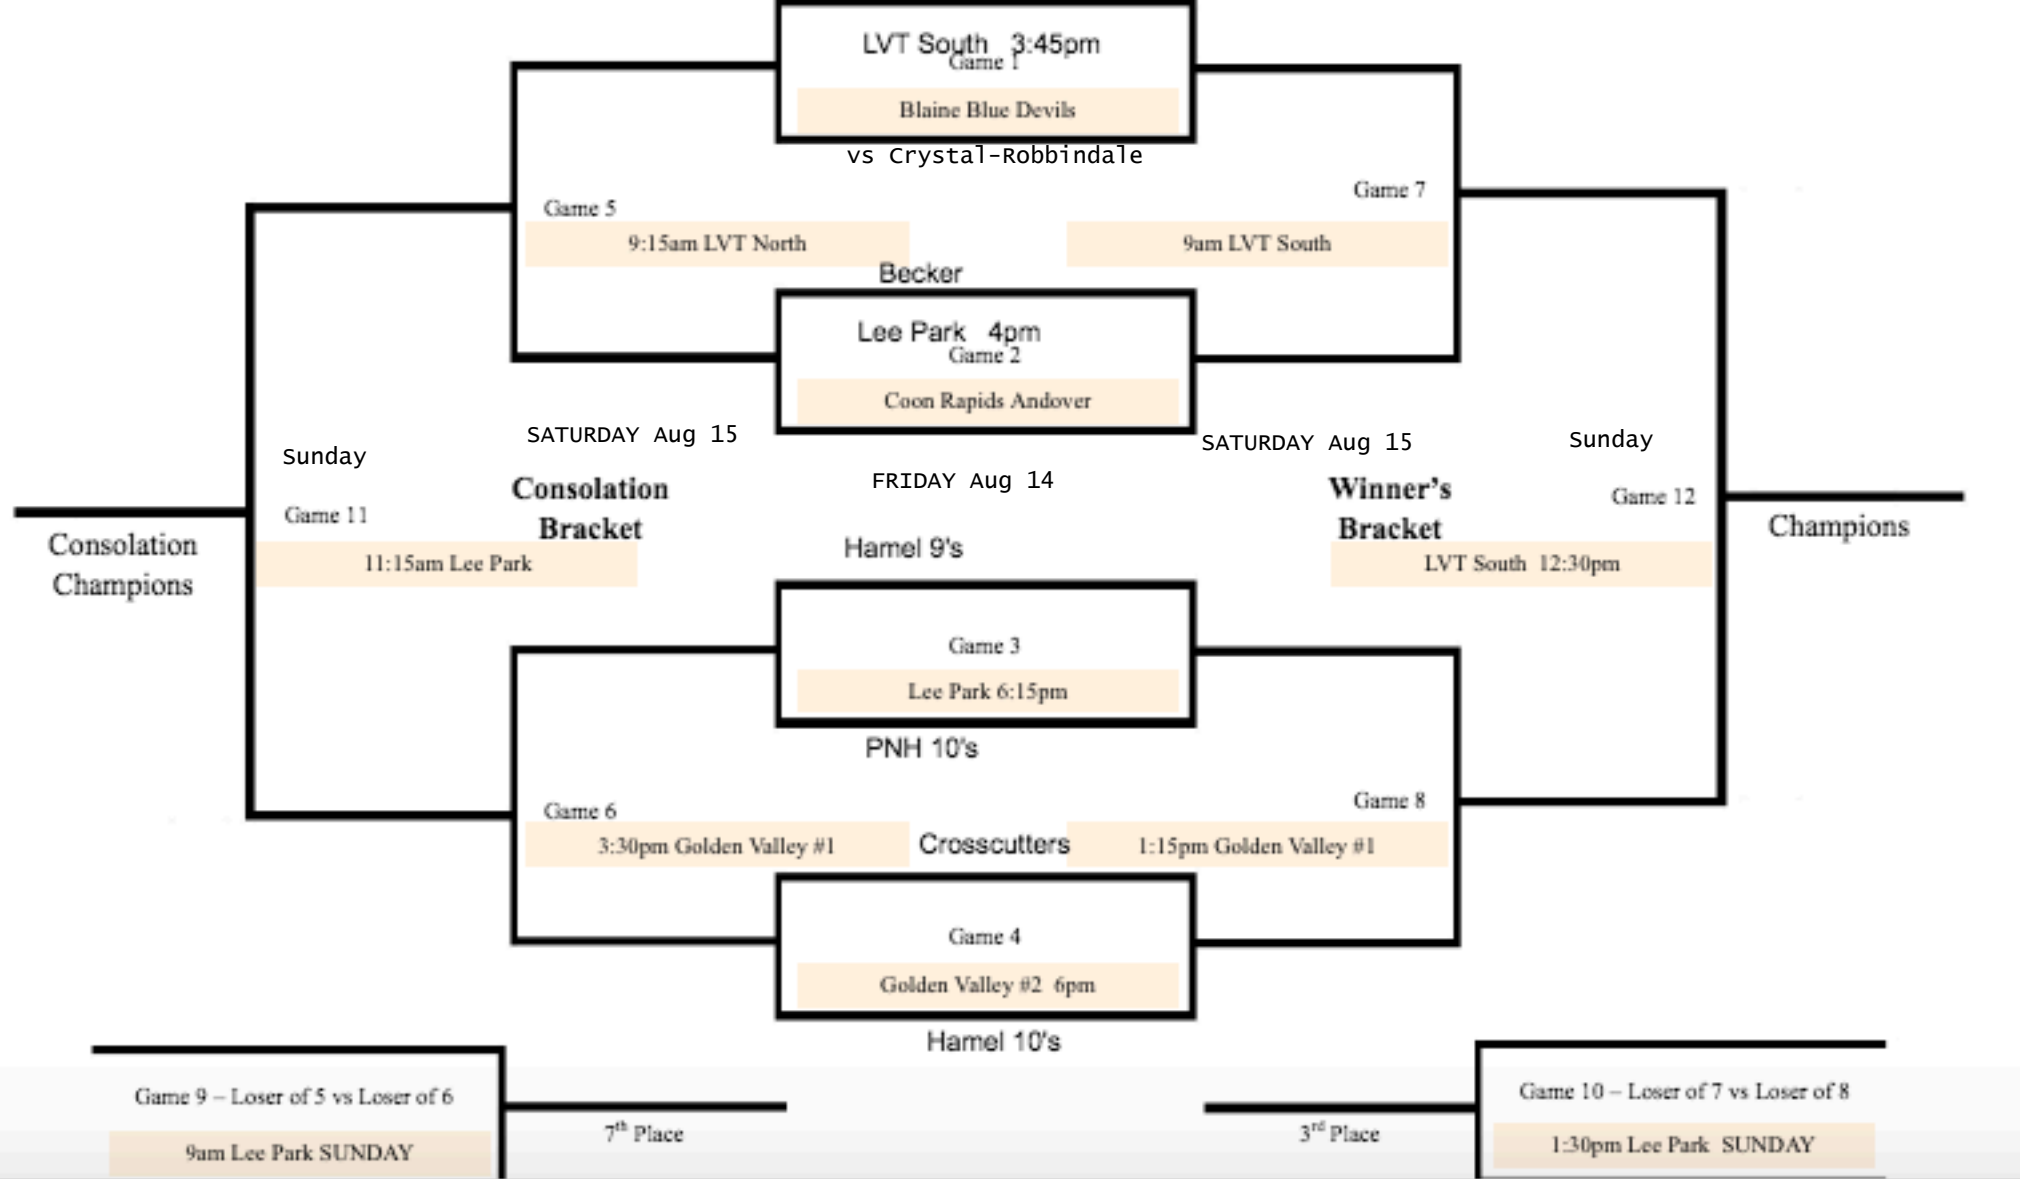 LVT South 3:45pm
Game 1
Blaine Blue Devils
vs Crystal-Robbindale
Game 7
Game 5
9:15am LVT North
9am LVT South
Becker
Lee Park 4pm
Game 2
Coon Rapids Andover
SATURDAY Aug 15
SATURDAY Aug 15
Sunday
Sunday
FRIDAY Aug 14
Consolation
Bracket
Winner's
Bracket
Game 12
Game 11
Consolation
Champions
Champions
Hamel 9's
11:15am Lee Park
LVT South 12:30pm
Game 3
Lee Park 6:15pm
PNH 10's
Game 8
Game 6
3:30pm Golden Valley #1
Crosscutters
1:15pm Golden Valley #1
Game 4
Golden Valley #2 6pm
Hamel 10's
Game 9 – Loser of 5 vs Loser of 6
9am Lee Park SUNDAY
7th Place
3rd Place
Game 10 – Loser of 7 vs Loser of 8
1:30pm Lee Park SUNDAY